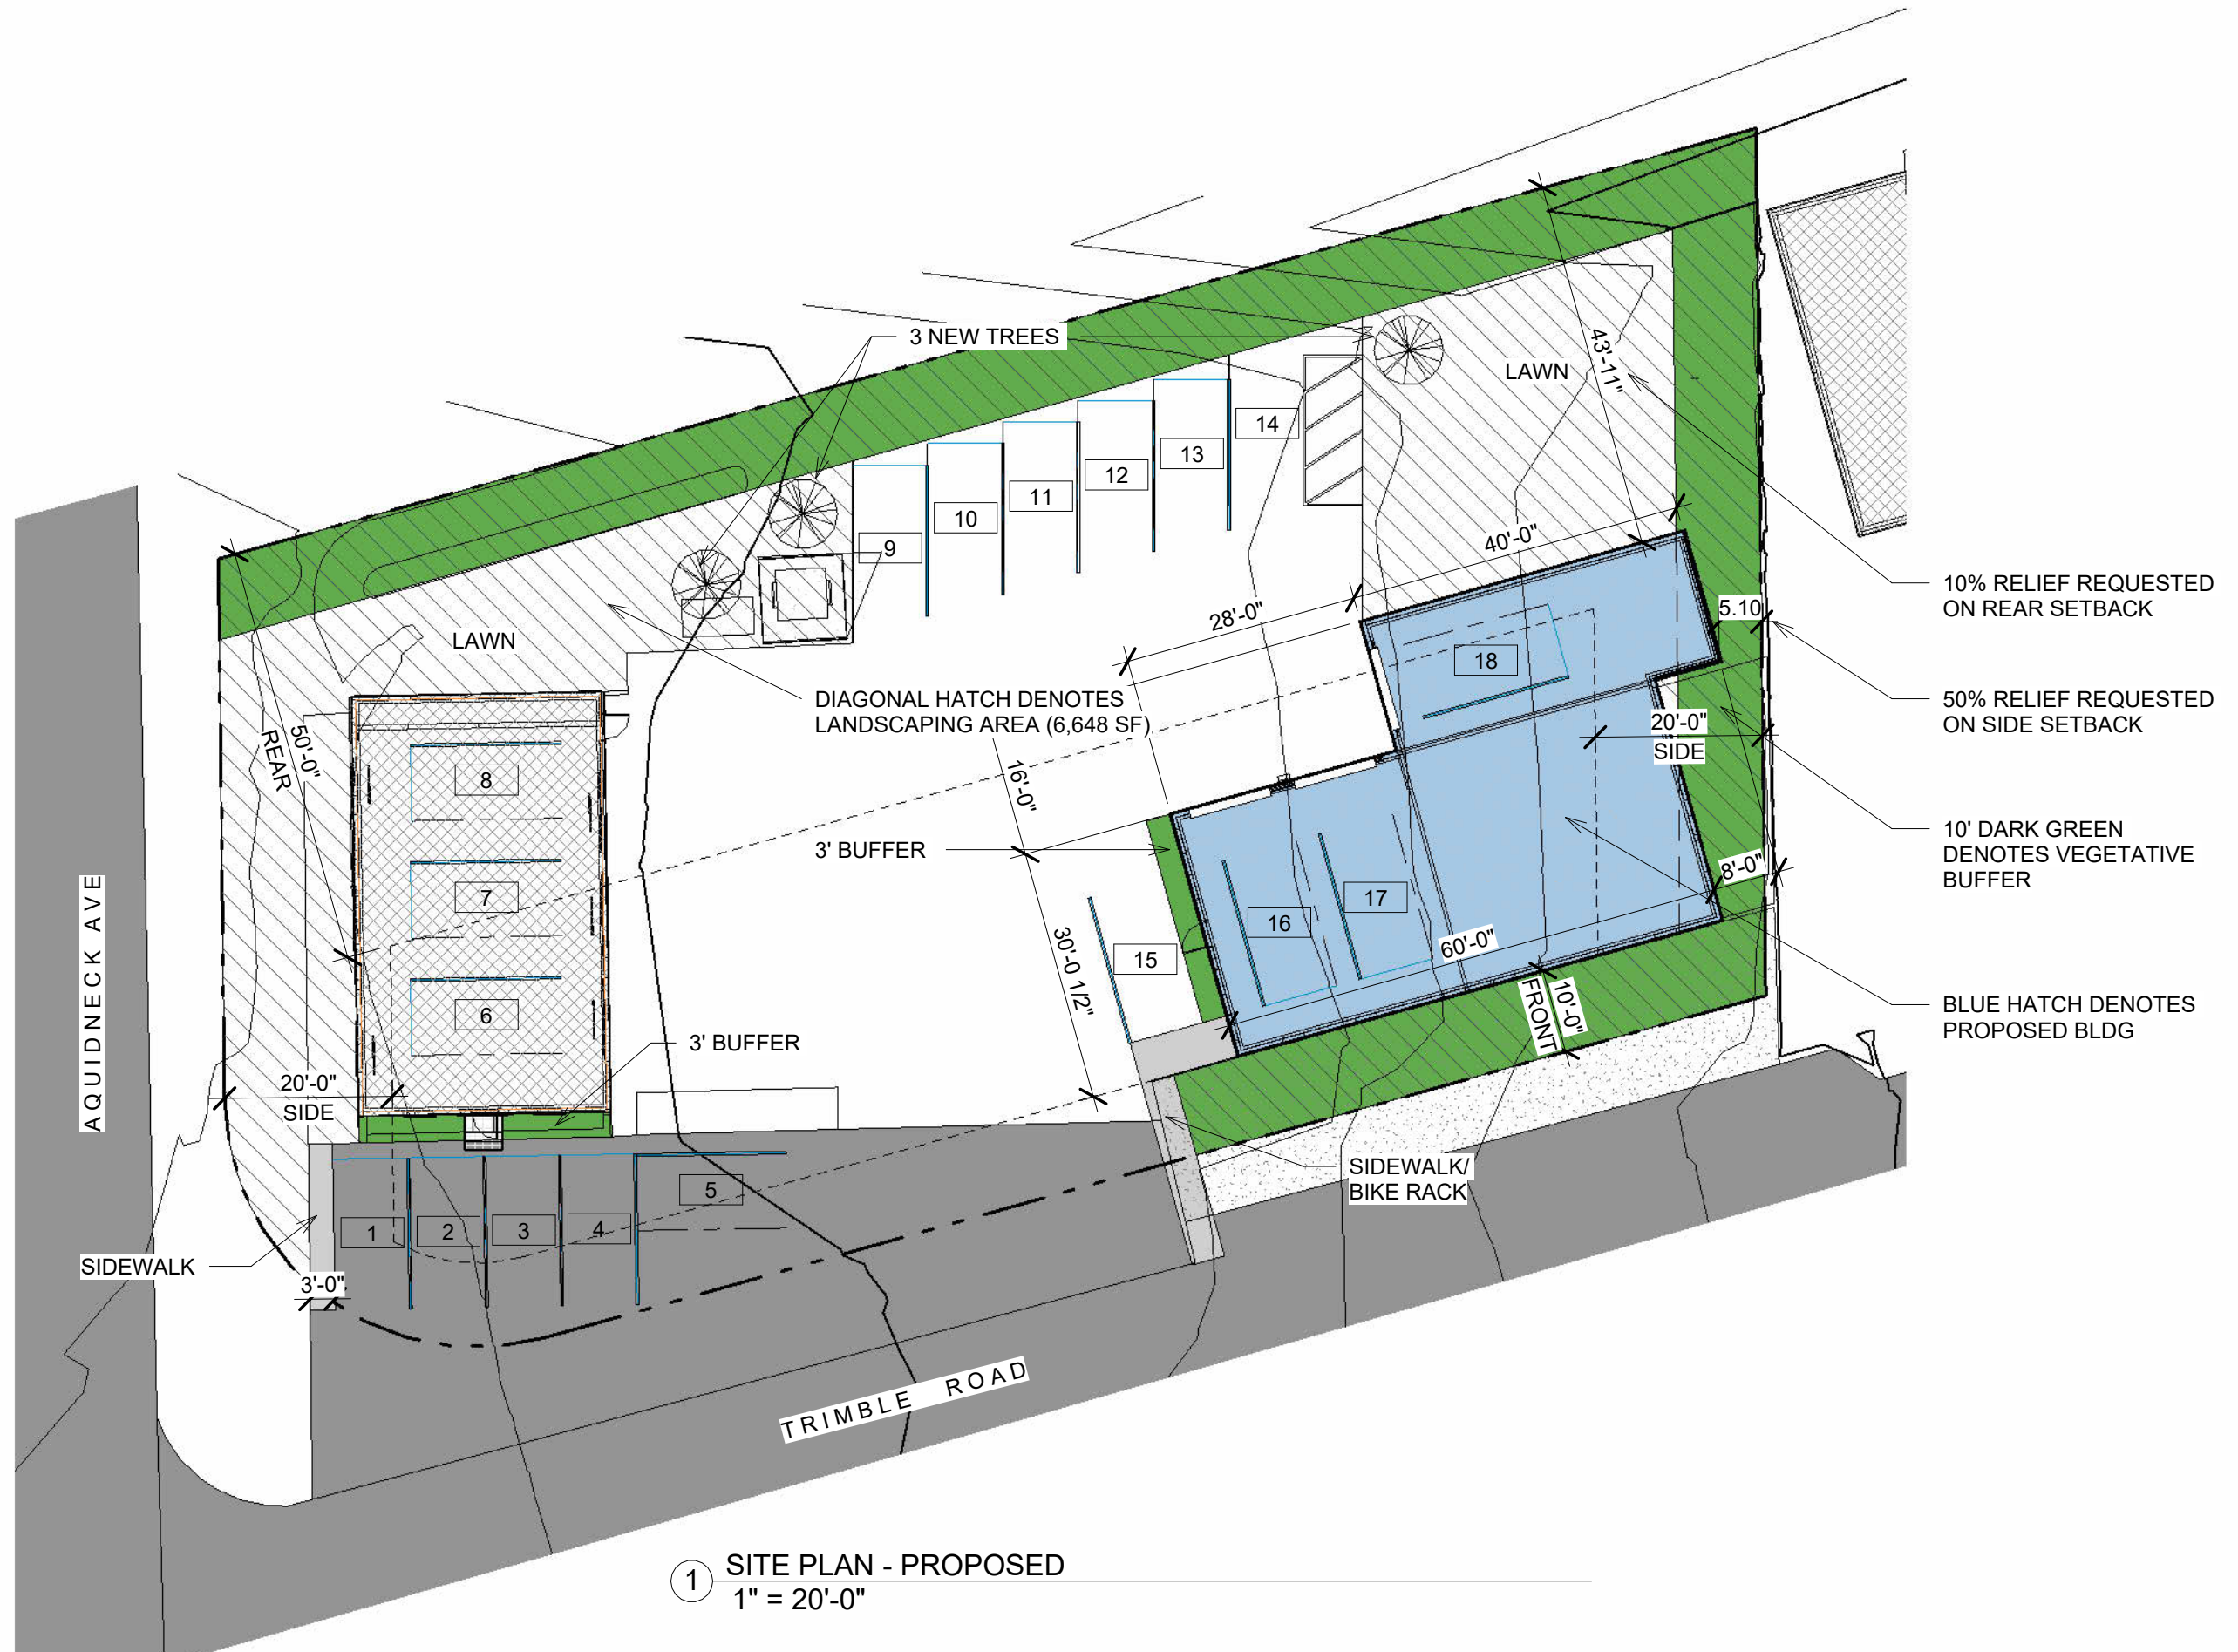 3 NEW TREES
LAWN
43'-11"
14
13
12
11
10
9
40'-0"
28'-0"
5.10
10% RELIEF REQUESTED
ON REAR SETBACK
LAWN
18
DIAGONAL HATCH DENOTES
LANDSCAPING AREA (6,648 SF)
50% RELIEF REQUESTED
ON SIDE SETBACK
20'-0"
SIDE
50'-0"
REAR
8
16'-0"
3' BUFFER
10' DARK GREEN
DENOTES VEGETATIVE
BUFFER
8'-0"
7
17
16
60'-0"
15
30'-0 1/2"
AQUIDNECK AVE
6
10'-0"
FRONT
BLUE HATCH DENOTES
PROPOSED BLDG
3' BUFFER
20'-0"
SIDE
SIDEWALK/
BIKE RACK
5
1
2
3
4
SIDEWALK
3'-0"
TRIMBLE ROAD
1
SITE PLAN - PROPOSED
1" = 20'-0"